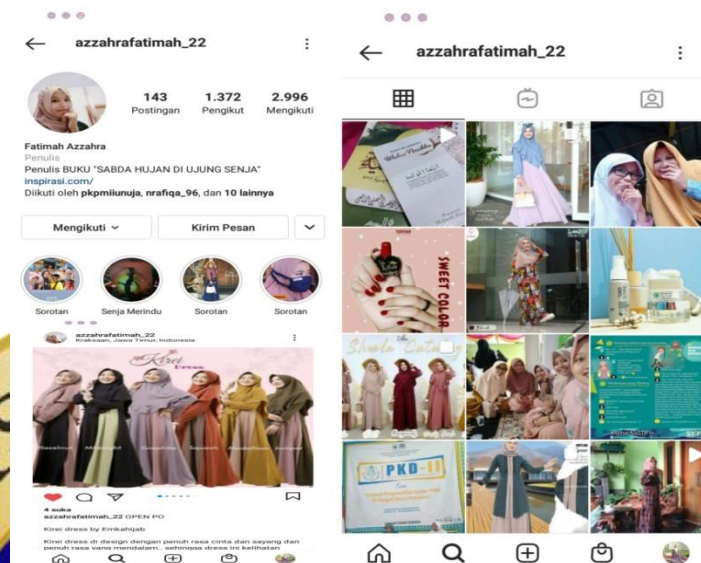 azzahrafatimah_22
143 1.372 2.996
Postingan Pengikut Mengikuti
Fatimah Azzahra
Penulis
Penulis BUKU "SABDA HUJAN DI UJUNG SENJA"
inspirasi.com/
Diikuti oleh pkpmiiunuja, nrafiqa_96, dan 10 lainnya
Mengikuti Kirim Pesan
Sorotan Senja Merindu Sorotan Sorotan
azzahrafatimah_22
Kraksaan, Jawa Timur, Indonesia
Kirei
Dress
4 suka
azzahrafatimah_22 OPEN PO
Kirei dress by Emkahijab
Kirei dress di design dengan penuh rasa cinta dan sayang dan
penuh rasa yang mendalam.. sehingga dress ini kelihatan
azzahrafatimah_22
SWEET COLOR
PKD-II